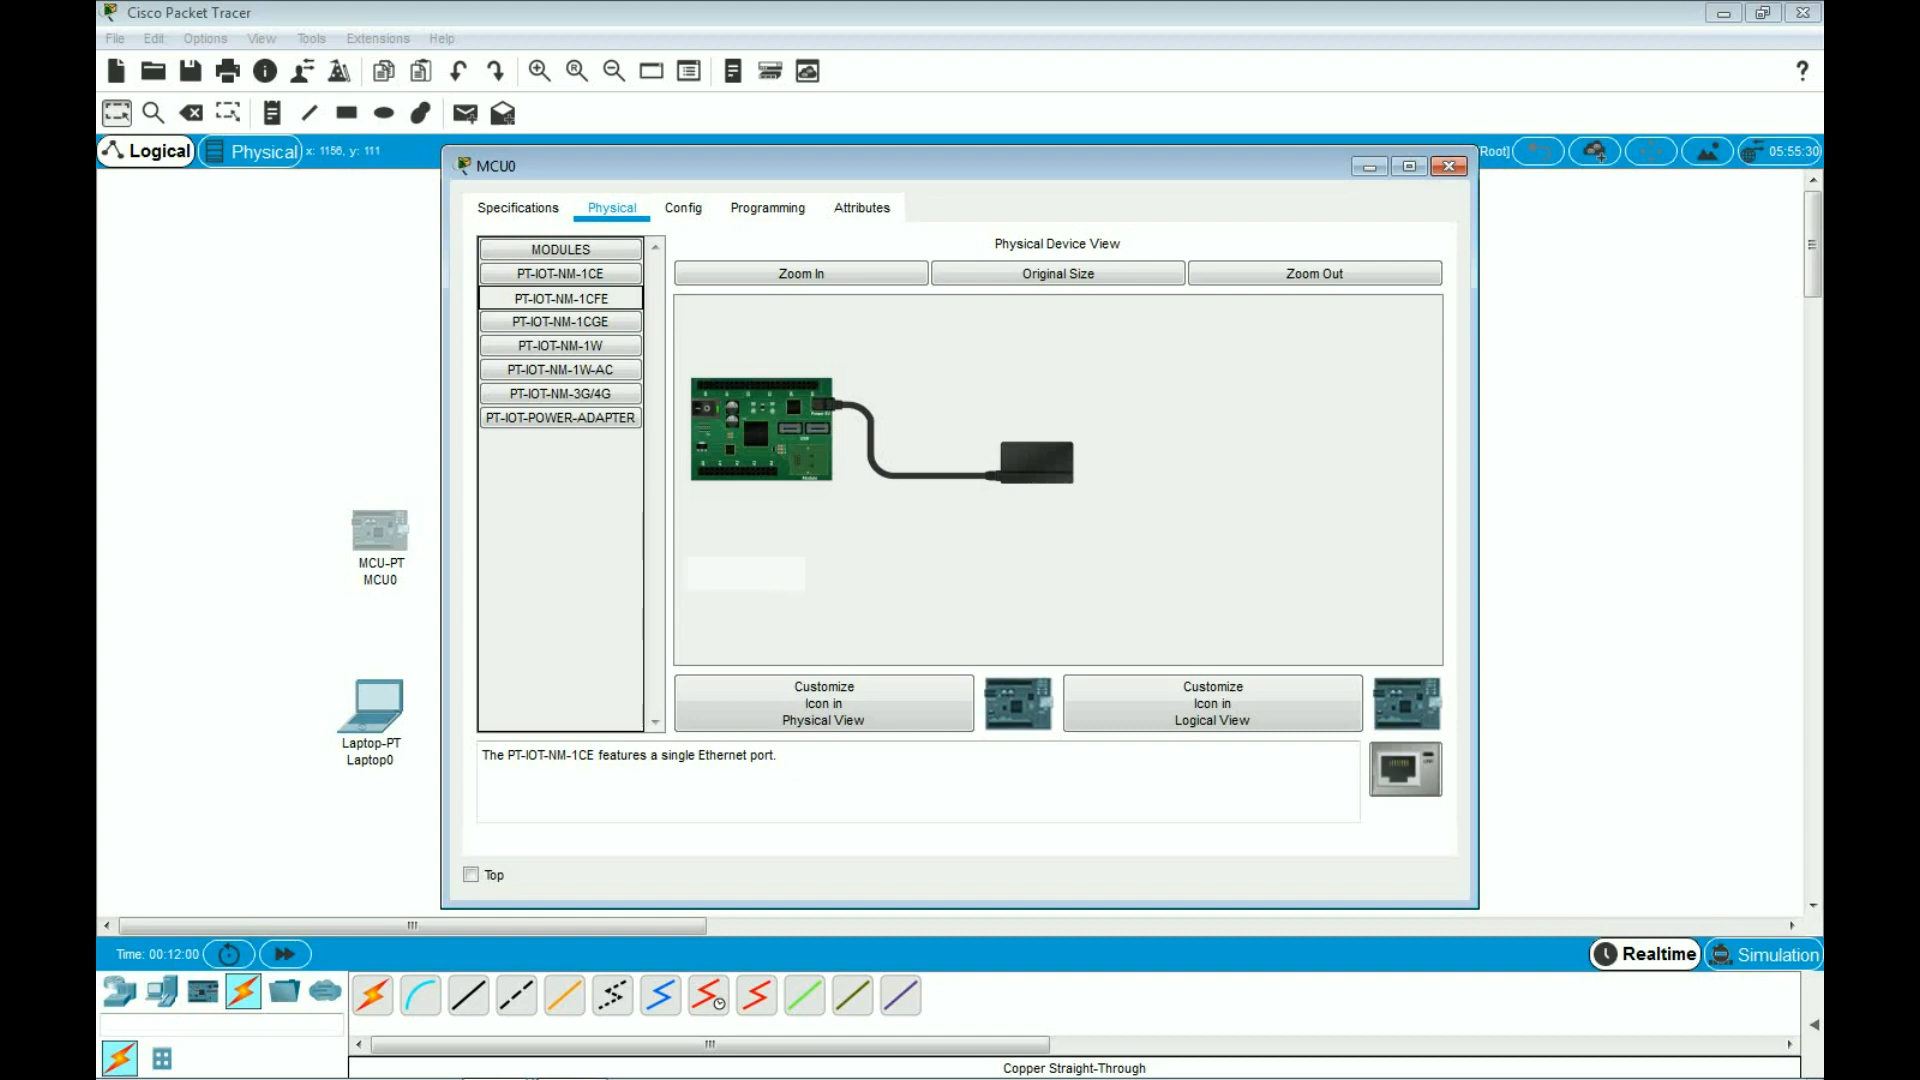 Cisco Packet Tracer
File Edit Options View Tools Extensions Help
?
Logical Physical x: 1156, y: 111
[Root] 05:55:30
MCU0
Specifications Physical Config Programming Attributes
MODULES
PT-IOT-NM-1CE
PT-IOT-NM-1CFE
PT-IOT-NM-1CGE
PT-IOT-NM-1W
PT-IOT-NM-1W-AC
PT-IOT-NM-3G/4G
PT-IOT-POWER-ADAPTER
Physical Device View
Zoom In Original Size Zoom Out
MCU-PT
MCU0
Laptop-PT
Laptop0
Customize
Icon in
Physical View
Customize
Icon in
Logical View
The PT-IOT-NM-1CE features a single Ethernet port.
Top
Time: 00:12:00
Realtime Simulation
Copper Straight-Through